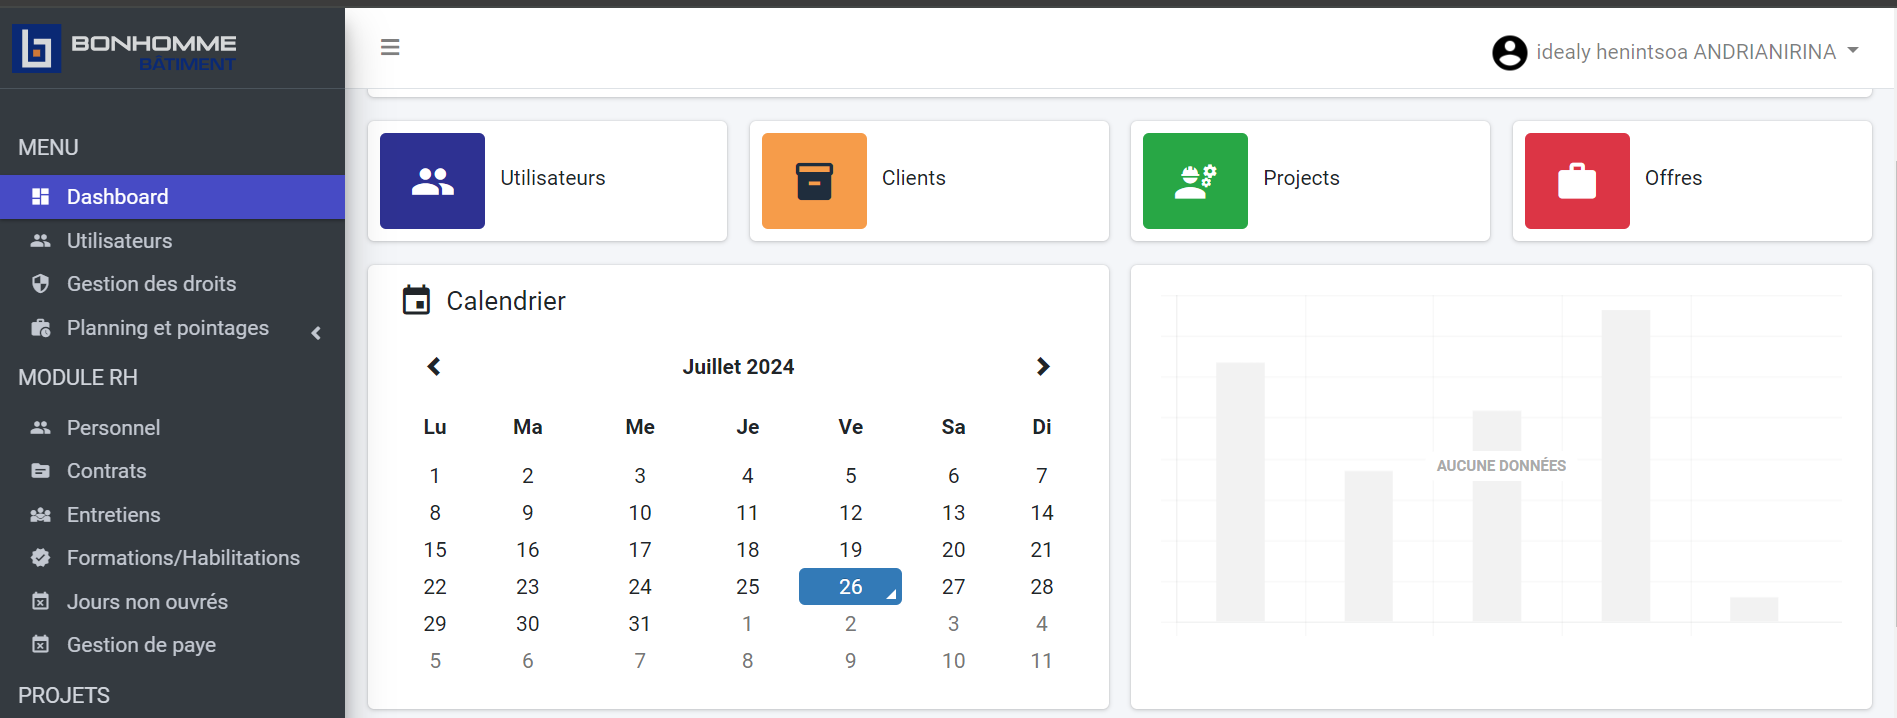 BONHOMME
BÂTIMENT
idealy henintsoa ANDRIANIRINA
MENU
Dashboard
Utilisateurs
Gestion des droits
Planning et pointages
MODULE RH
Personnel
Contrats
Entretiens
Formations/Habilitations
Jours non ouvrés
Gestion de paye
PROJETS
Utilisateurs
Clients
Projects
Offres
Calendrier
Juillet 2024
Lu Ma Me Je Ve Sa Di
1 2 3 4 5 6 7
8 9 10 11 12 13 14
15 16 17 18 19 20 21
22 23 24 25 26 27 28
29 30 31 1 2 3 4
5 6 7 8 9 10 11
AUCUNE DONNÉES